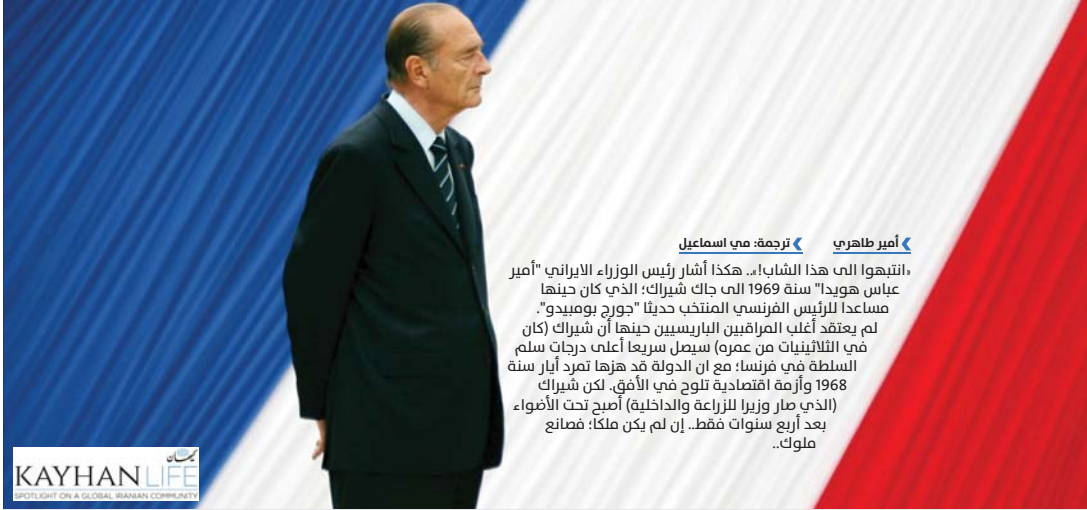 أمير طاهري
ترجمة: مي اسماعيل
«انتبهوا الى هذا الشاب!».. هكذا أشار رئيس الوزراء الايراني "أمير
عباس هويدا" سنة 1969 الى جاك شيراك؛ الذي كان حينها
مساعدا للرئيس الفرنسي المنتخب حديثا "جورج بومبيدو".
لم يعتقد أغلب المراقبين الباريسيين حينها أن شيراك (كان
في الثلاثينيات من عمره) سيصل سريعا أعلى درجات سلم
السلطة في فرنسا؛ مع ان الدولة قد هزها تمرد أيار سنة
1968 وأزمة اقتصادية تلوح في الأفق. لكن شيراك
(الذي صار وزيرا للزراعة والداخلية) أصبح تحت الأضواء
بعد أربع سنوات فقط.. إن لم يكن ملكا؛ فصانع
ملوك..
كيهان
KAYHAN LIFE
SPOTLIGHT ON A GLOBAL IRANIAN COMMUNITY